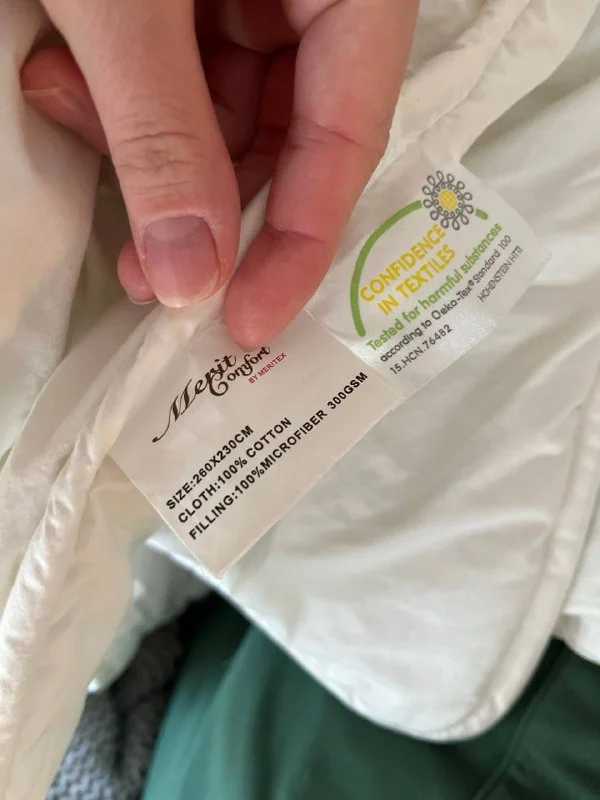 Merit
Comfort
BY MERITEX
SIZE:260X230CM
CLOTH:100% COTTON
FILLING:100%MICROFIBER 300GSM
CONFIDENCE
IN TEXTILES
Tested for harmful substances
according to Oeko-Tex® Standard 100
15.HCN.76482
HOHENSTEIN HTTI